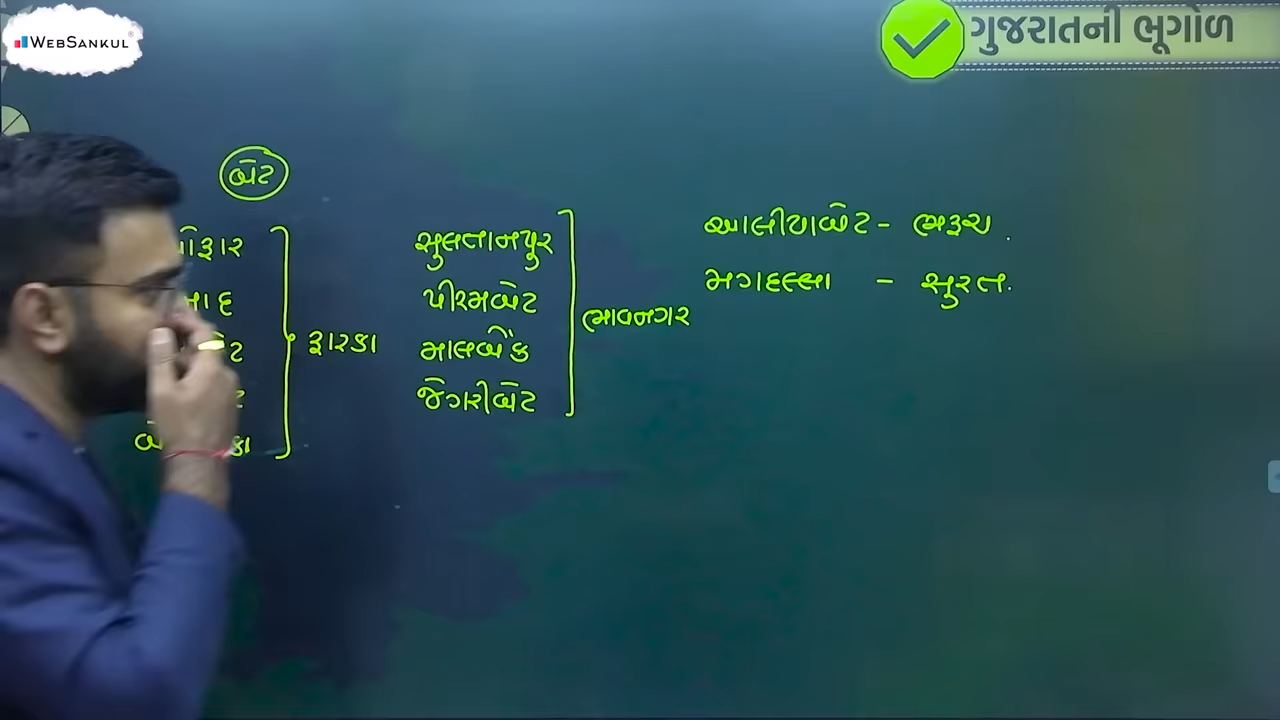 WEBSANKUL
ગુજરાતની ભૂગોળ
બેટ
દ્વારકા
સુલતાનપુર
પીરમબેટ
માલબેંક
જેગરીબેટ
ભાવનગર
આલીયાબેટ - ભરૂચ.
મગદલ્લા - સુરત.